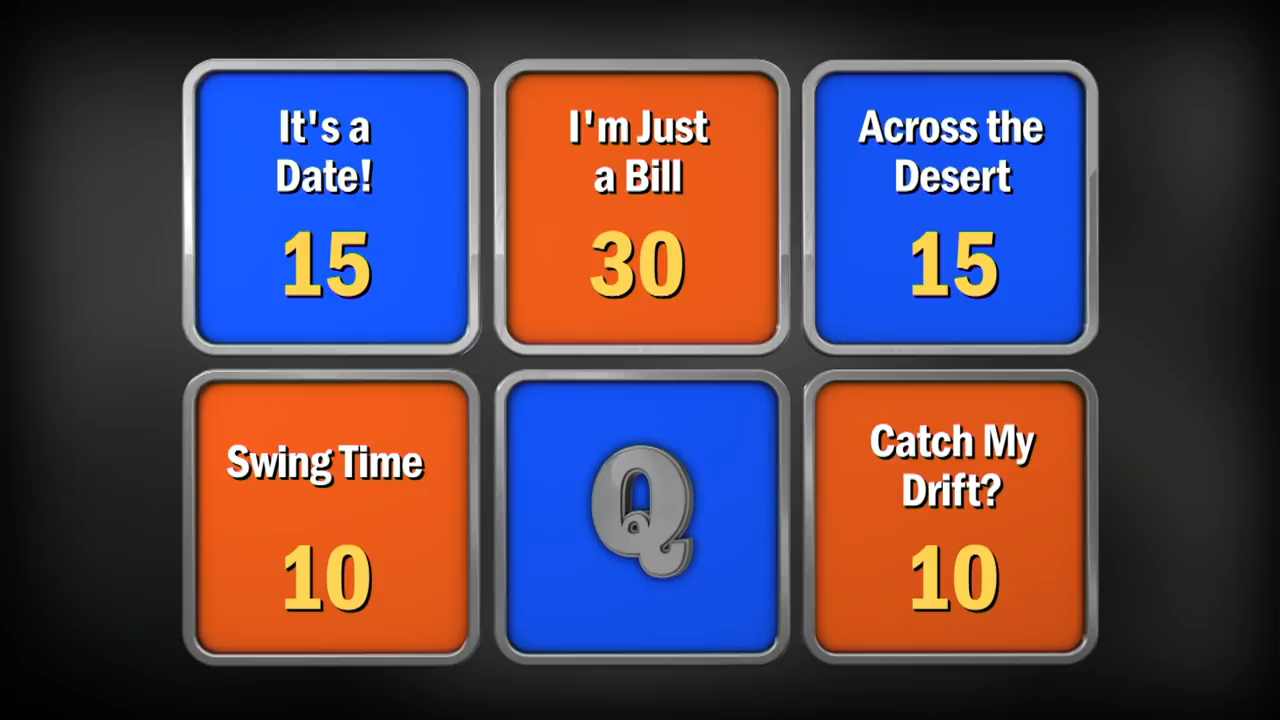 It's a
Date!
15
I'm Just
a Bill
30
Across the
Desert
15
Swing Time
10
Q
Catch My
Drift?
10